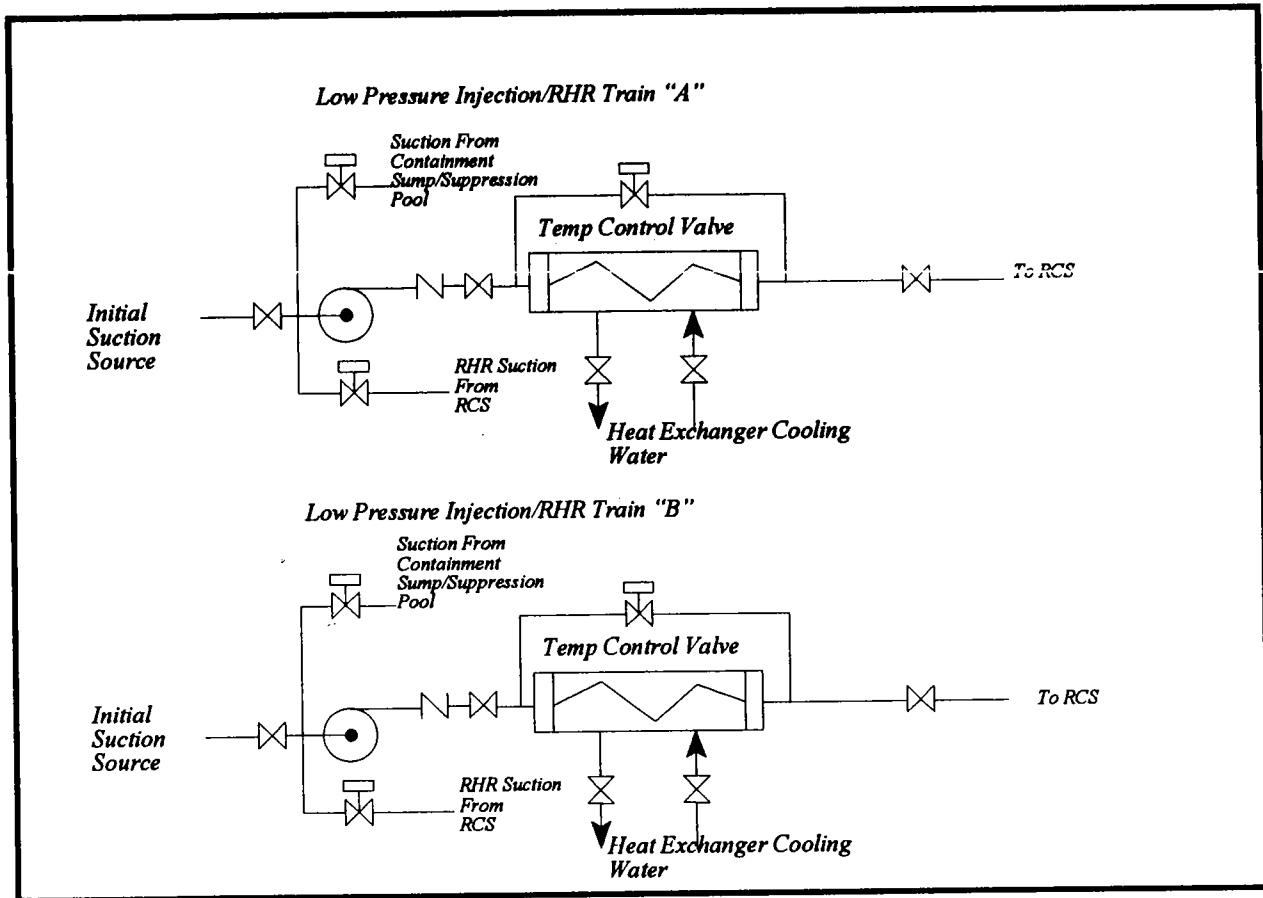 Low Pressure Injection/RHR Train “A”
Suction From
Containment
Sump/Suppression
Pool
Temp Control Valve
To RCS
Initial
Suction
Source
RHR Suction
From
RCS
Heat Exchanger Cooling
Water
Low Pressure Injection/RHR Train “B”
Suction From
Containment
Sump/Suppression
Pool
Temp Control Valve
To RCS
Initial
Suction
Source
RHR Suction
From
RCS
Heat Exchanger Cooling
Water